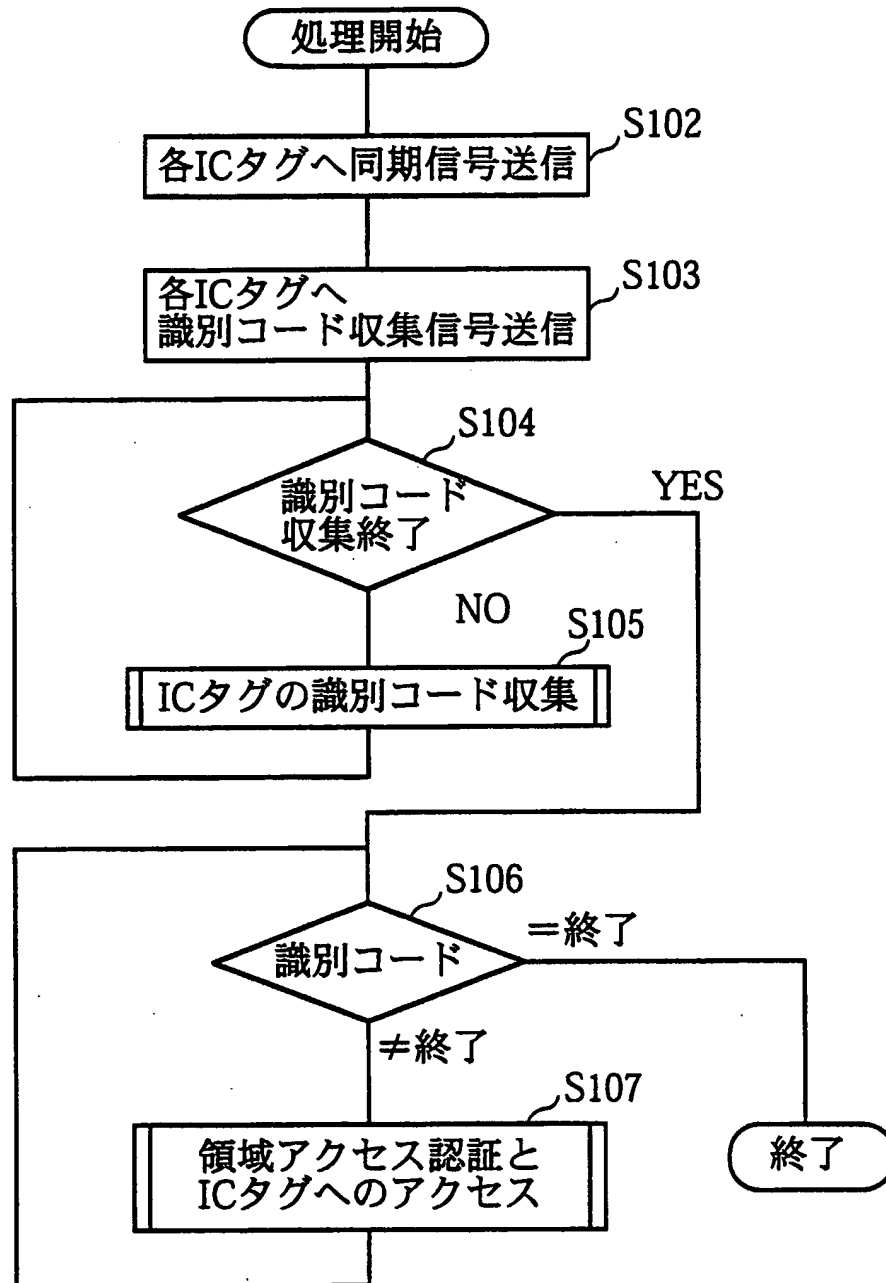 処理開始
S102
各ICタグへ同期信号送信
S103
各ICタグへ
識別コード収集信号送信
S104
識別コード
収集終了
YES
NO
S105
ICタグの識別コード収集
S106
識別コード
＝終了
≠終了
S107
領域アクセス認証と
ICタグへのアクセス
終了